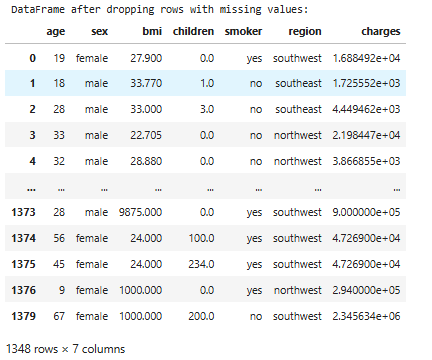 DataFrame after dropping rows with missing values:
age sex bmi children smoker region charges
0 19 female 27.900 0.0 yes southwest 1.688492e+04
1 18 male 33.770 1.0 no southeast 1.725552e+03
2 28 male 33.000 3.0 no southeast 4.449462e+03
3 33 male 22.705 0.0 no northwest 2.198447e+04
4 32 male 28.880 0.0 no northwest 3.866855e+03
... ... ... ... ... ... ... ...
1373 28 male 9875.000 0.0 yes southwest 9.000000e+05
1374 56 female 24.000 100.0 yes southwest 4.726900e+04
1375 45 female 24.000 234.0 yes southwest 4.726900e+04
1376 9 female 1000.000 0.0 yes northwest 2.940000e+05
1379 67 female 1000.000 200.0 no southwest 2.345634e+06
1348 rows × 7 columns